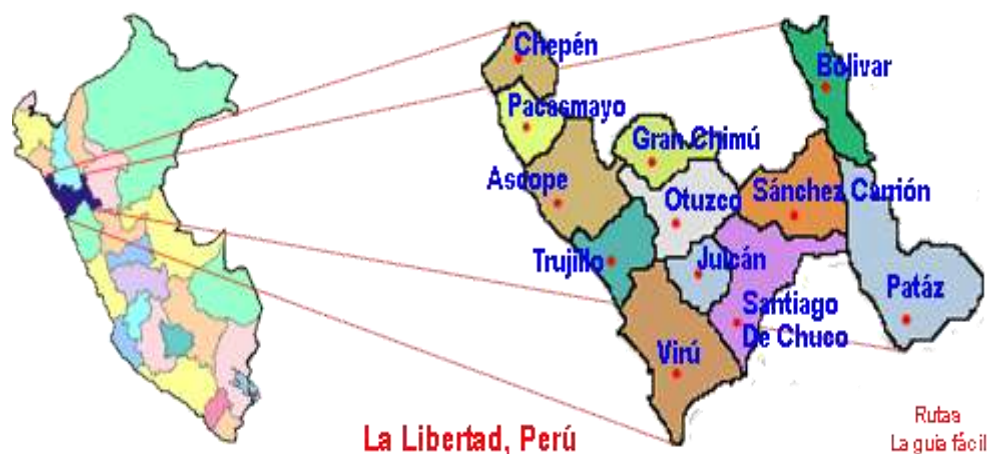 Chepén
Bolivar
Pacasmayo
Gran Chimú
Ascope
Otuzco
Sánchez Carrión
Trujillo
Julcán
Patáz
Santiago
De Chuco
Virú
La Libertad, Perú
Rutas
La guia fácil